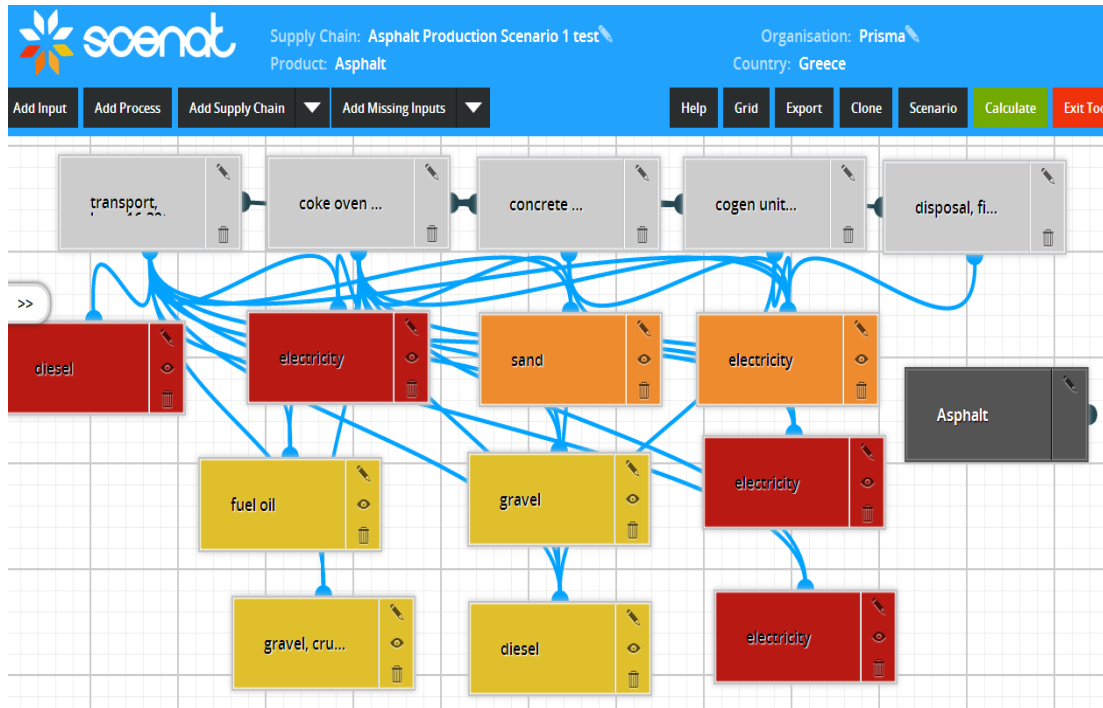 scenat
Supply Chain: Asphalt Production Scenario 1 test
Organisation: Prisma
Product: Asphalt
Country: Greece
Add Input
Add Process
Add Supply Chain
Add Missing Inputs
Help
Grid
Export
Clone
Scenario
Calculate
Exit Too
transport,
coke oven ...
concrete ...
cogen unit...
disposal, fi...
>>
diesel
electricity
sand
electricity
Asphalt
fuel oil
gravel
electricity
gravel, cru...
diesel
electricity